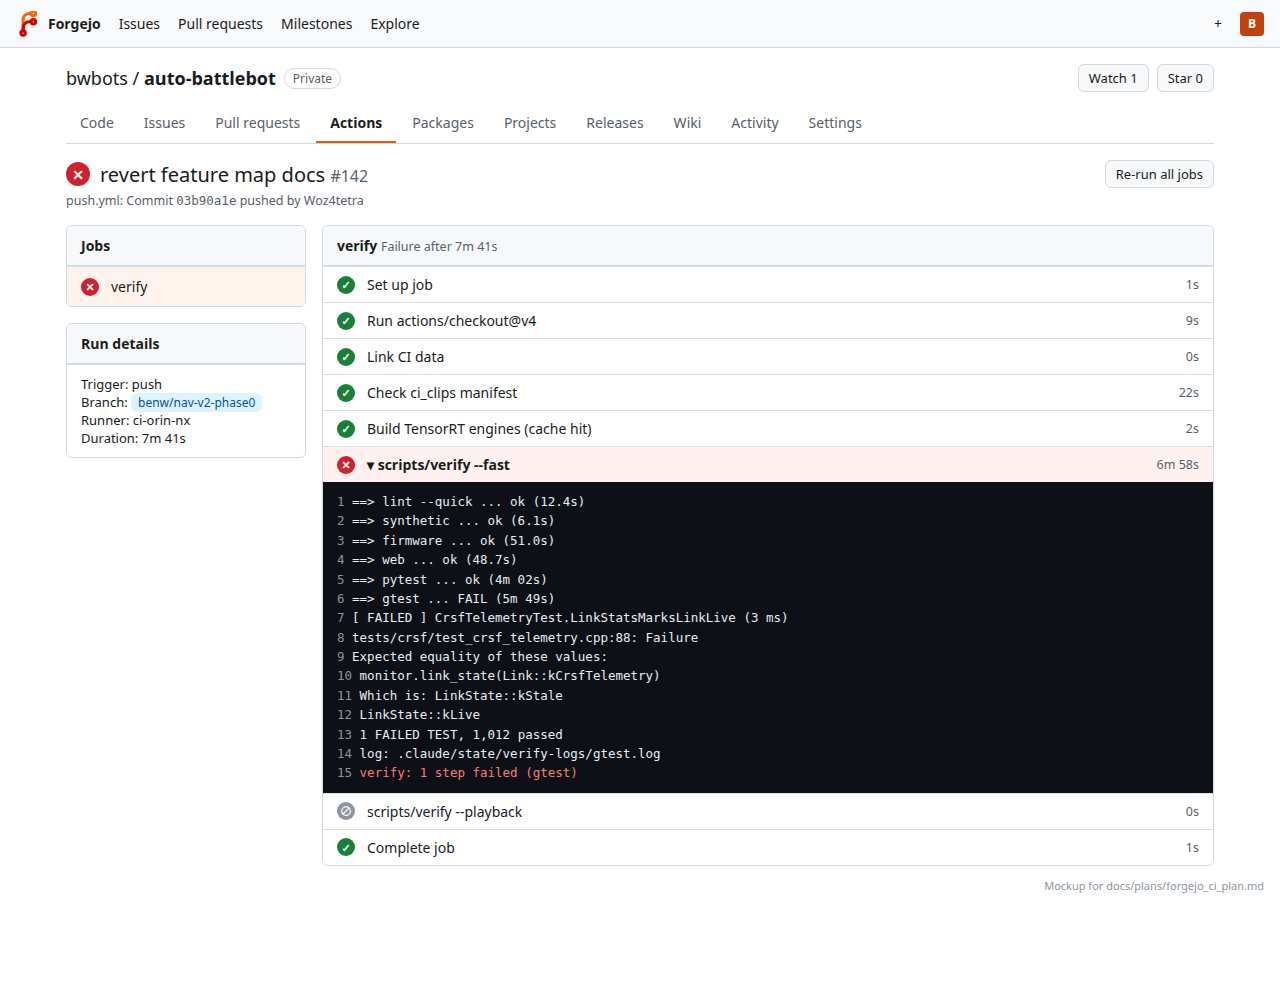 Forgejo Issues Pull requests Milestones Explore + B
bwbots / auto-battlebot Private Watch 1 Star 0
Code Issues Pull requests Actions Packages Projects Releases Wiki Activity Settings
revert feature map docs #142 Re-run all jobs
push.yml: Commit 03b90a1e pushed by Woz4tetra
Jobs
verify
Run details
Trigger: push
Branch: benw/nav-v2-phase0
Runner: ci-orin-nx
Duration: 7m 41s
verify Failure after 7m 41s
Set up job 1s
Run actions/checkout@v4 9s
Link CI data 0s
Check ci_clips manifest 22s
Build TensorRT engines (cache hit) 2s
▾ scripts/verify --fast 6m 58s
1 ==> lint --quick ... ok (12.4s)
2 ==> synthetic ... ok (6.1s)
3 ==> firmware ... ok (51.0s)
4 ==> web ... ok (48.7s)
5 ==> pytest ... ok (4m 02s)
6 ==> gtest ... FAIL (5m 49s)
7 [ FAILED ] CrsfTelemetryTest.LinkStatsMarksLinkLive (3 ms)
8 tests/crsf/test_crsf_telemetry.cpp:88: Failure
9 Expected equality of these values:
10 monitor.link_state(Link::kCrsfTelemetry)
11 Which is: LinkState::kStale
12 LinkState::kLive
13 1 FAILED TEST, 1,012 passed
14 log: .claude/state/verify-logs/gtest.log
15 verify: 1 step failed (gtest)
scripts/verify --playback 0s
Complete job 1s
Mockup for docs/plans/forgejo_ci_plan.md